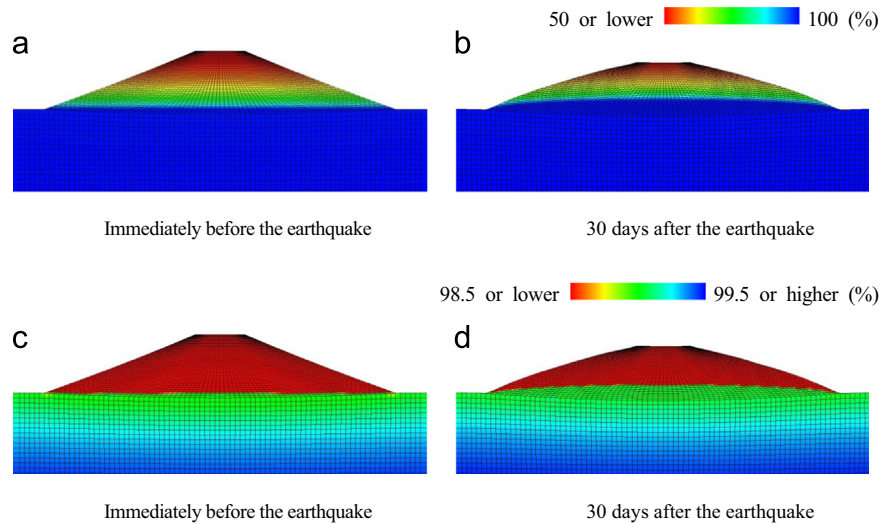 50 or lower 100 (%)
a b
Immediately before the earthquake 30 days after the earthquake
98.5 or lower 99.5 or higher (%)
c d
Immediately before the earthquake 30 days after the earthquake